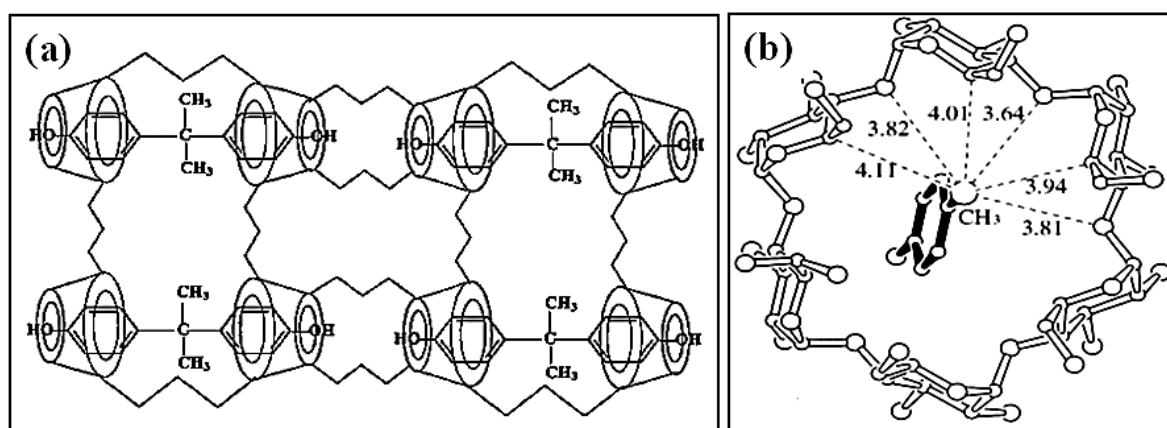 (a)
CH₃
CH₃
HO C OH HO C OH
CH₃
CH₃
CH₃
CH₃
HO C OH HO C OH
CH₃
CH₃
(b)
4.01 3.64
3.82
4.11
3.94
CH₃
3.81